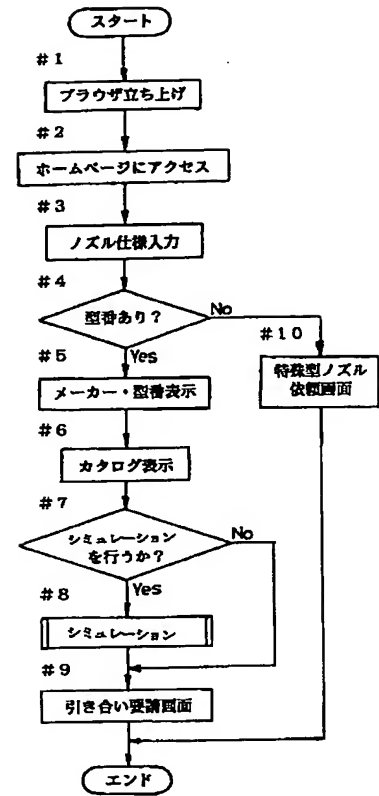 スタート
#1
ブラウザ立ち上げ
#2
ホームページにアクセス
#3
ノズル仕様入力
#4
型番あり?
No
#10
Yes
特殊型ノズル
依頼画面
#5
メーカー・型番表示
#6
カタログ表示
#7
シミュレーション
を行うか?
No
Yes
#8
シミュレーション
#9
引き合い要請画面
エンド